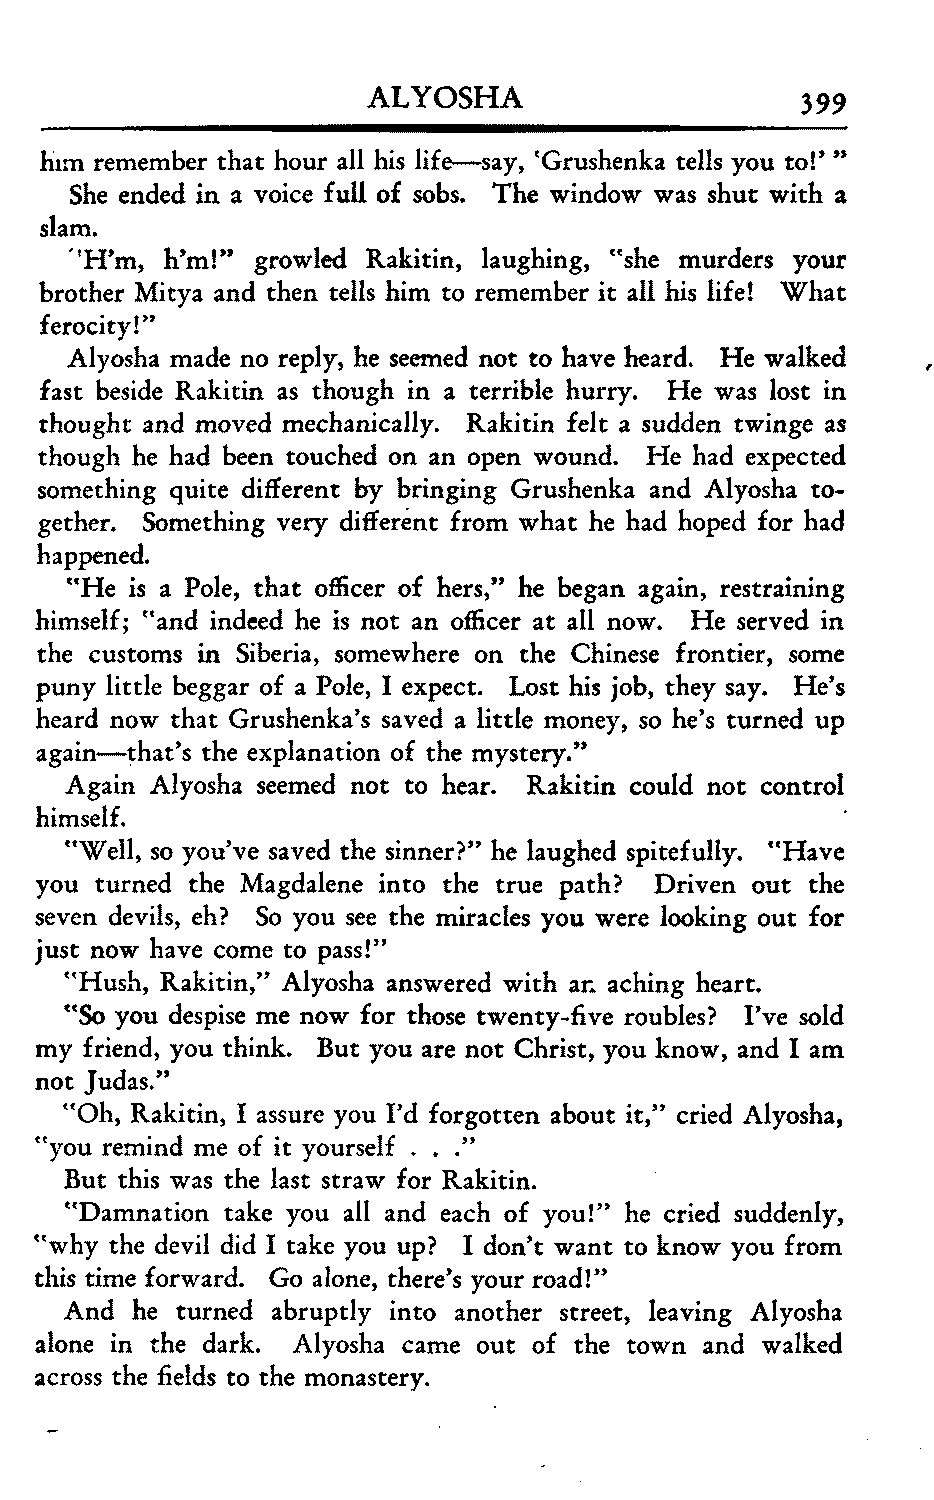 ALYOSHA 399
him remember that hour all his life—say, 'Grushenka tells you to!' "
She ended in a voice full of sobs. The window was shut with a
slam.
"H'm, h'm!" growled Rakitin, laughing, "she murders your
brother Mitya and then tells him to remember it all his life! What
ferocity!"
Alyosha made no reply, he seemed not to have heard. He walked
fast beside Rakitin as though in a terrible hurry. He was lost in
thought and moved mechanically. Rakitin felt a sudden twinge as
though he had been touched on an open wound. He had expected
something quite different by bringing Grushenka and Alyosha to-
gether. Something very different from what he had hoped for had
happened.
"He is a Pole, that officer of hers," he began again, restraining
himself; "and indeed he is not an officer at all now. He served in
the customs in Siberia, somewhere on the Chinese frontier, some
puny little beggar of a Pole, I expect. Lost his job, they say. He's
heard now that Grushenka's saved a little money, so he's turned up
again—that's the explanation of the mystery."
Again Alyosha seemed not to hear. Rakitin could not control
himself.
"Well, so you've saved the sinner?" he laughed spitefully. "Have
you turned the Magdalene into the true path? Driven out the
seven devils, eh? So you see the miracles you were looking out for
just now have come to pass!"
"Hush, Rakitin," Alyosha answered with an aching heart.
"So you despise me now for those twenty-five roubles? I've sold
my friend, you think. But you are not Christ, you know, and I am
not Judas."
"Oh, Rakitin, I assure you I'd forgotten about it," cried Alyosha,
"you remind me of it yourself . . ."
But this was the last straw for Rakitin.
"Damnation take you all and each of you!" he cried suddenly,
"why the devil did I take you up? I don't want to know you from
this time forward. Go alone, there's your road!"
And he turned abruptly into another street, leaving Alyosha
alone in the dark. Alyosha came out of the town and walked
across the fields to the monastery.